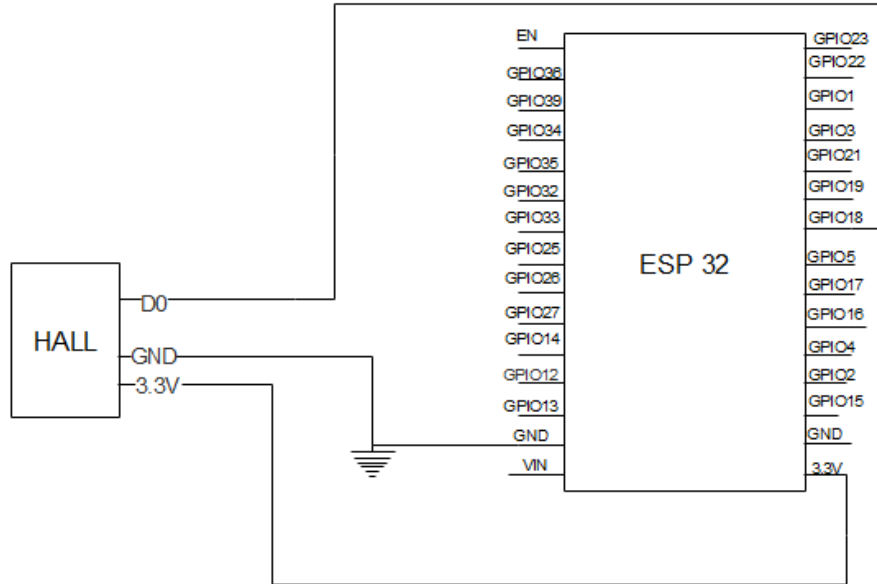 EN
GPIO36
GPIO39
GPIO34
GPIO35
GPIO32
GPIO33
GPIO25
GPIO26
GPIO27
GPIO14
GPIO12
GPIO13
GND
VIN
ESP 32
GPIO23
GPIO22
GPIO1
GPIO3
GPIO21
GPIO19
GPIO18
GPIO5
GPIO17
GPIO16
GPIO4
GPIO2
GPIO15
GND
3.3V
HALL
D0
GND
3.3V